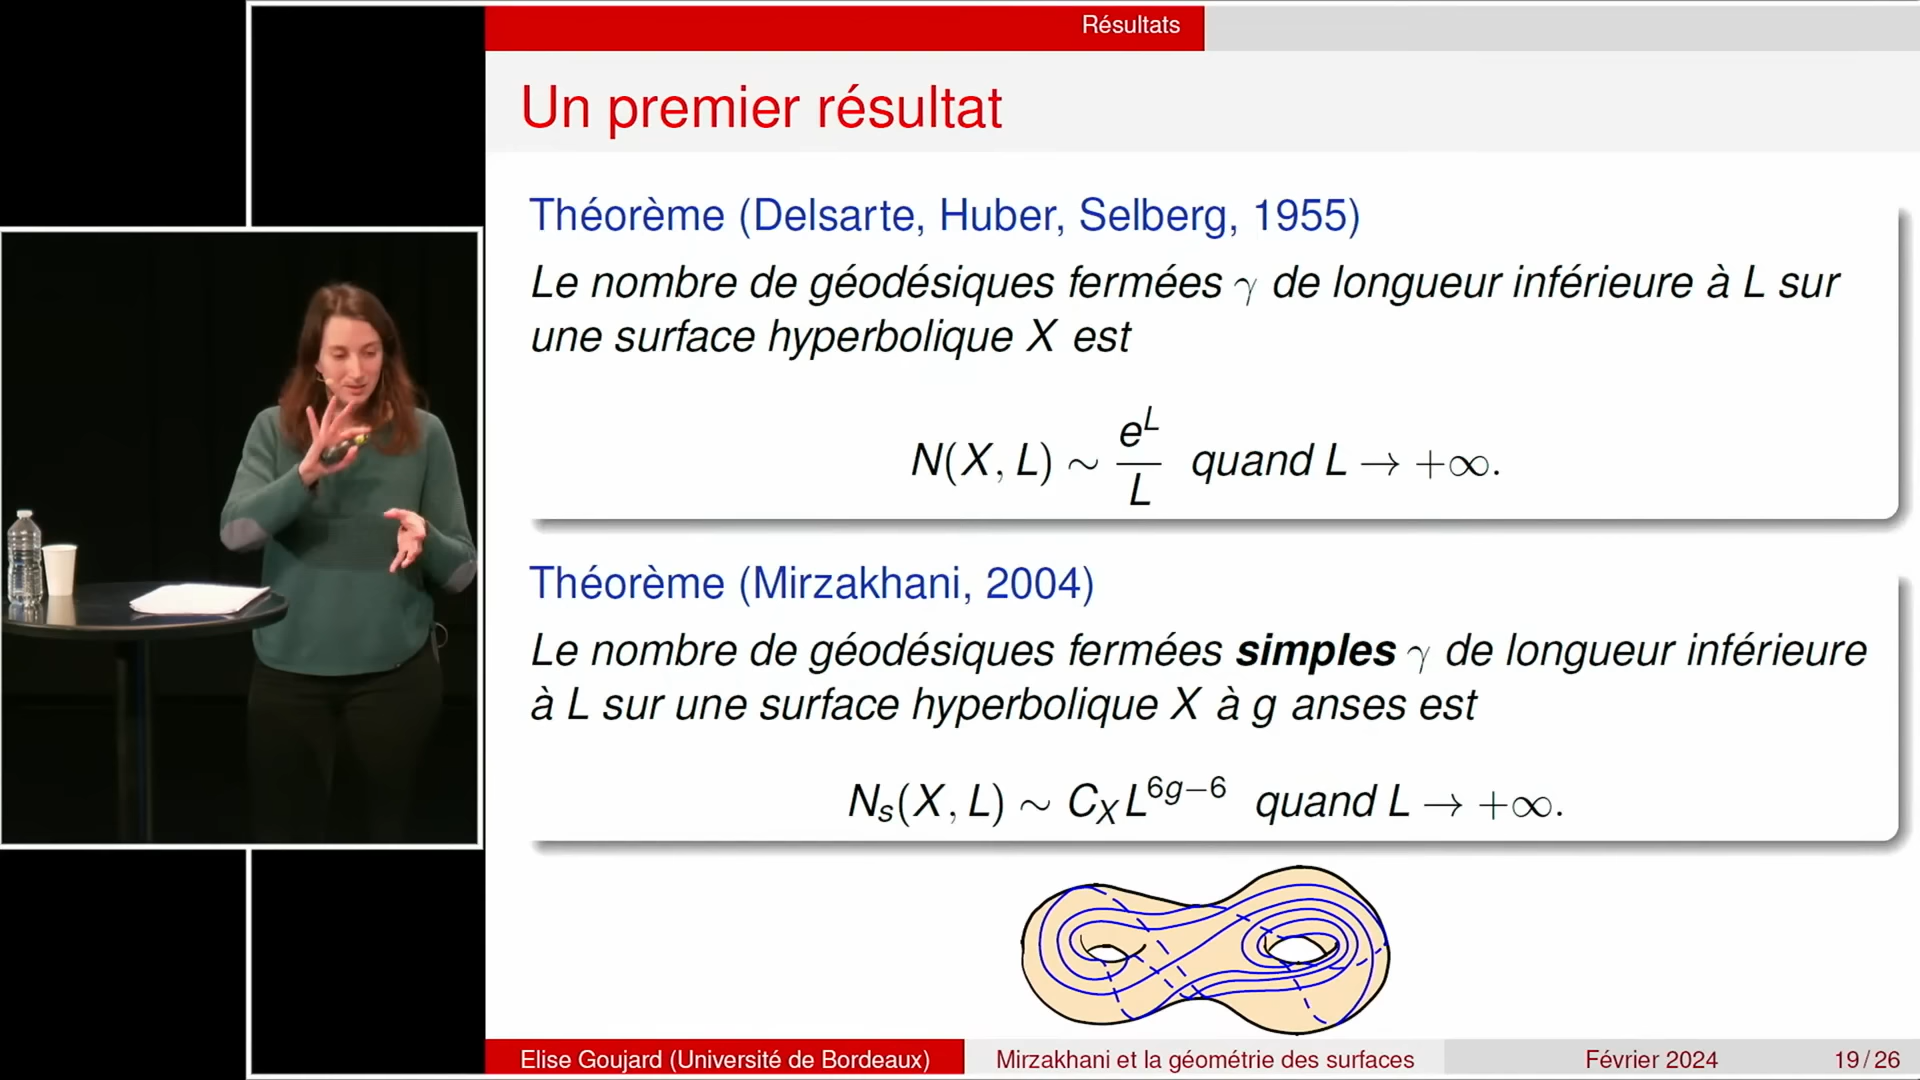 Résultats
Un premier résultat
Théorème (Delsarte, Huber, Selberg, 1955)
Le nombre de géodésiques fermées γ de longueur inférieure à L sur
une surface hyperbolique X est
N(X, L) ∼ e^L / L quand L → +∞.
Théorème (Mirzakhani, 2004)
Le nombre de géodésiques fermées simples γ de longueur inférieure
à L sur une surface hyperbolique X à g anses est
N_s(X, L) ∼ C_X L^{6g−6} quand L → +∞.
Elise Goujard (Université de Bordeaux) Mirzakhani et la géométrie des surfaces Février 2024 19 / 26